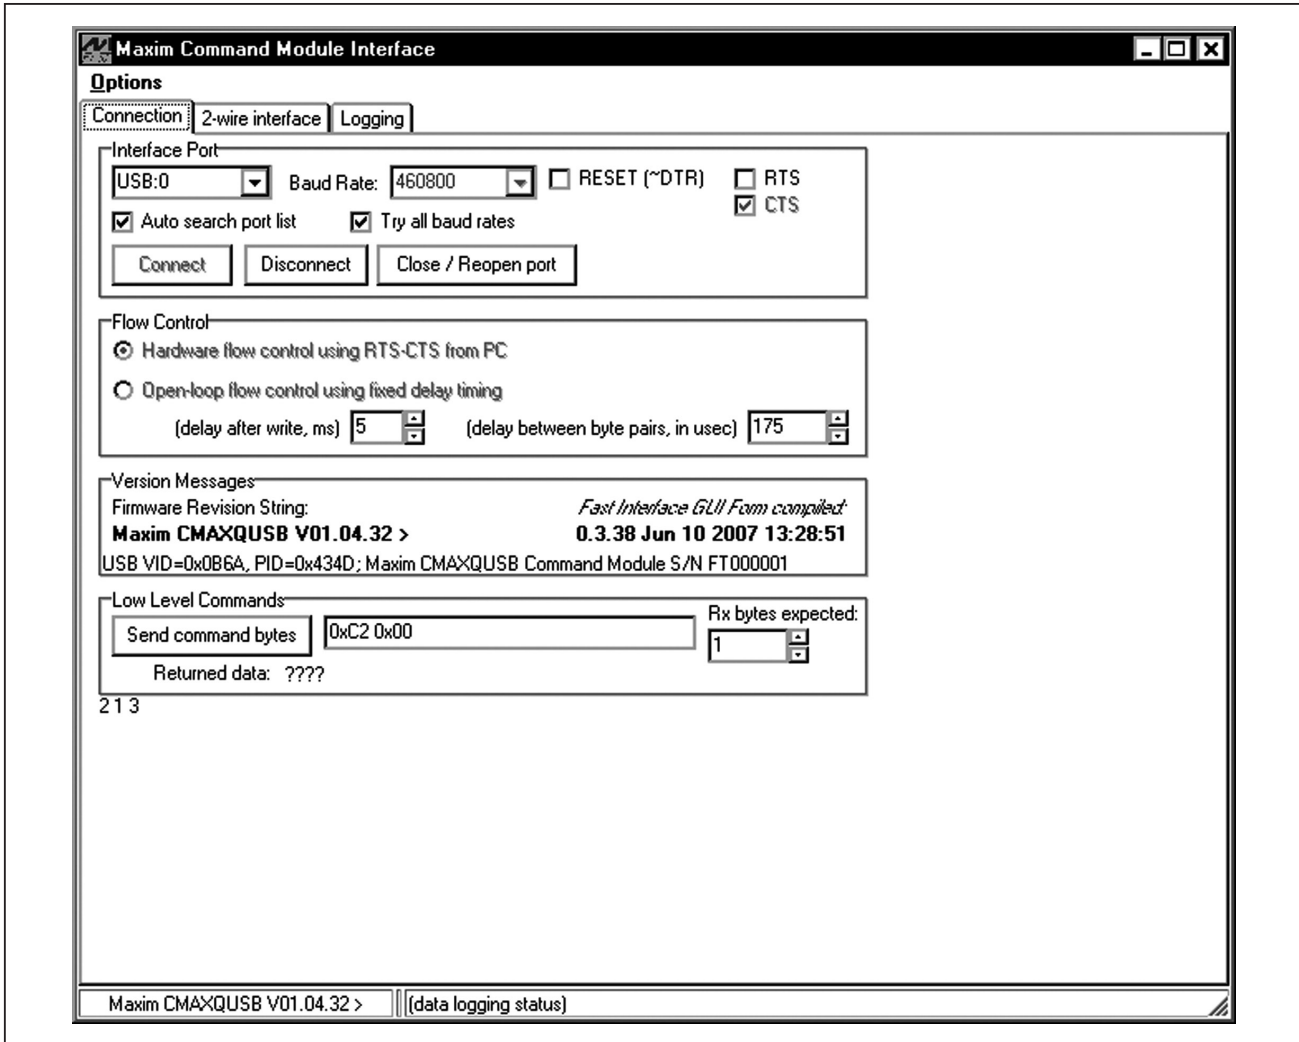 Maxim Command Module Interface
Options
Connection 2-wire interface Logging
Interface Port
USB:0 Baud Rate: 460800 RESET (~DTR) RTS
CTS
Auto search port list Try all baud rates
Connect Disconnect Close / Reopen port
Flow Control
Hardware flow control using RTS-CTS from PC
Open-loop flow control using fixed delay timing
(delay after write, ms) 5 (delay between byte pairs, in usec) 175
Version Messages
Firmware Revision String: Fast Interface GUI Form compiled:
Maxim CMAXQUSB V01.04.32 > 0.3.38 Jun 10 2007 13:28:51
USB VID=0x0B6A, PID=0x434D; Maxim CMAXQUSB Command Module S/N FT000001
Low Level Commands
Rx bytes expected:
Send command bytes 0xC2 0x00 1
Returned data: ????
2 1 3
Maxim CMAXQUSB V01.04.32 > (data logging status)